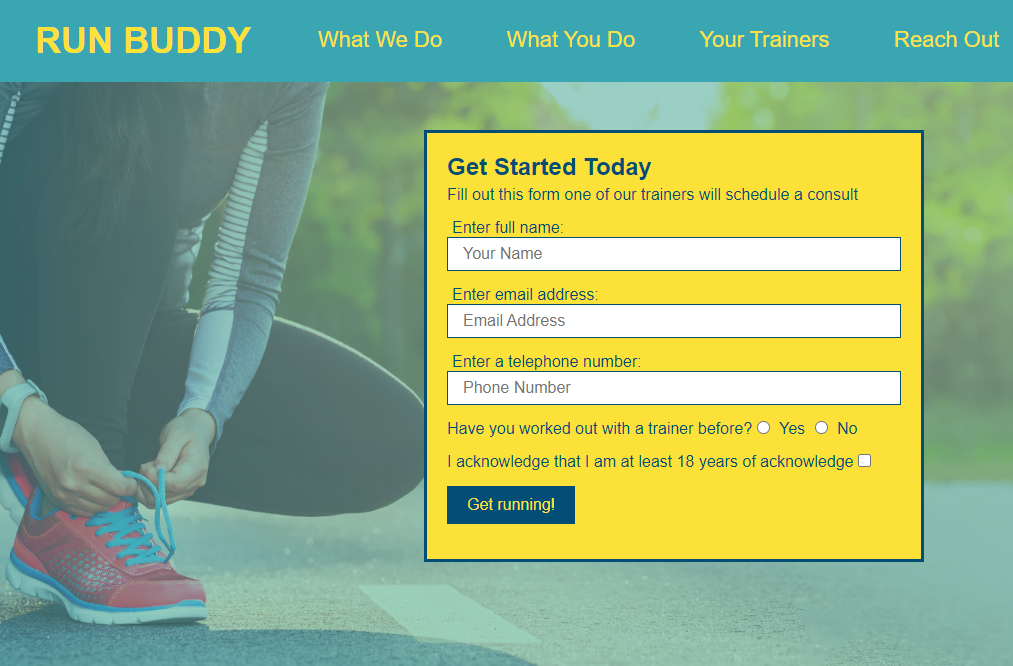 RUN BUDDY What We Do What You Do Your Trainers Reach Out
Get Started Today
Fill out this form one of our trainers will schedule a consult
Enter full name:
Your Name
Enter email address:
Email Address
Enter a telephone number:
Phone Number
Have you worked out with a trainer before? Yes No
I acknowledge that I am at least 18 years of acknowledge
Get running!